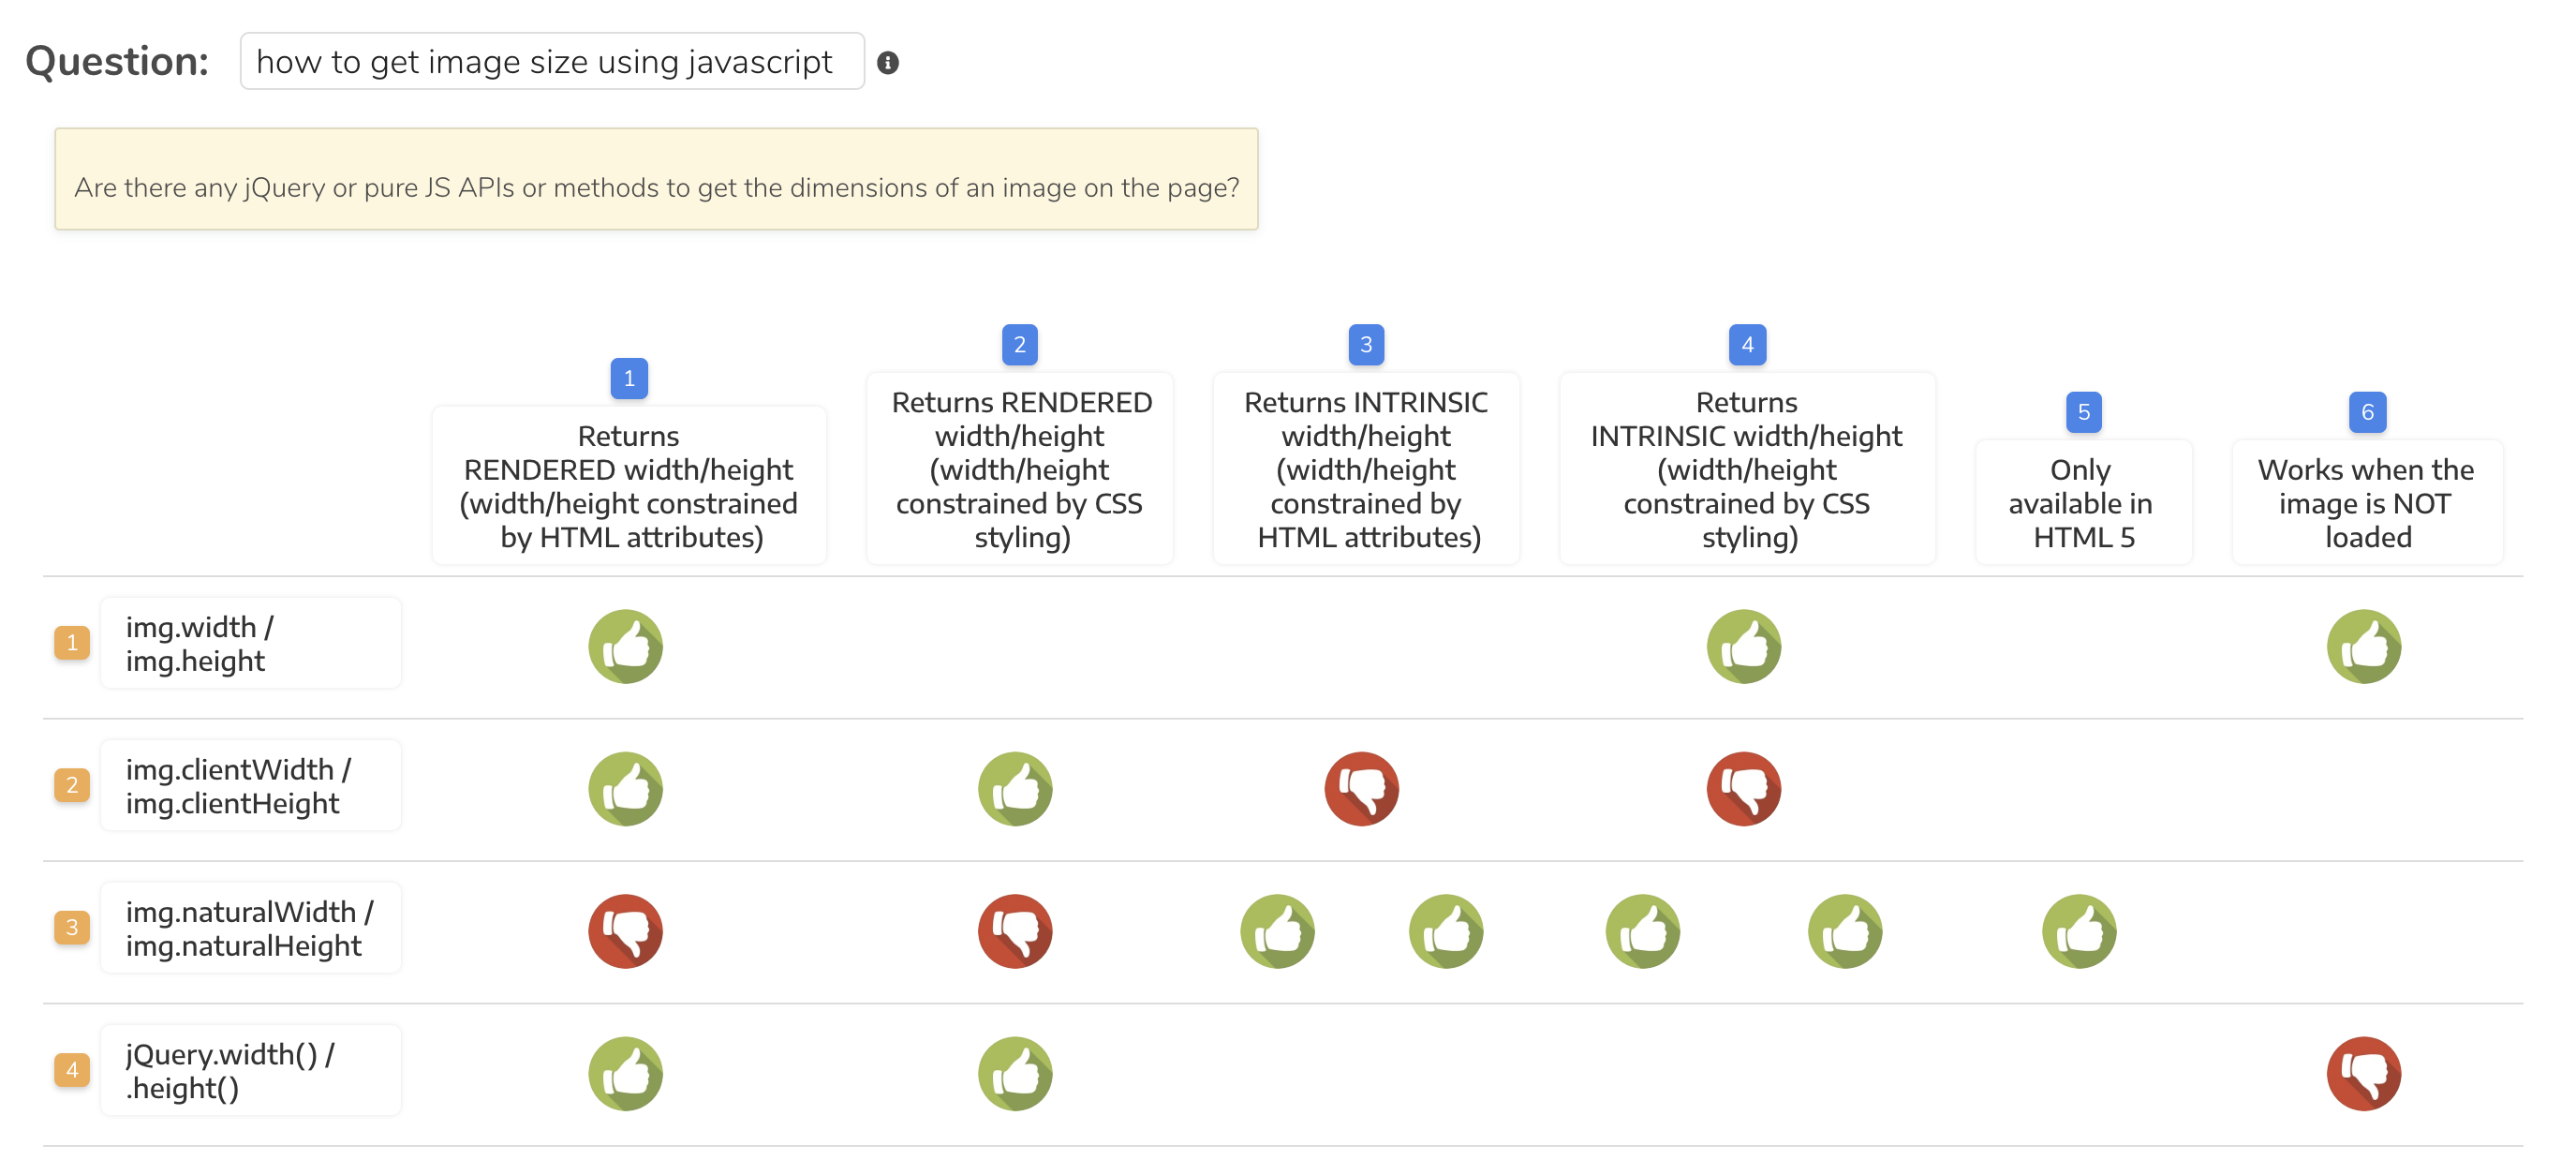 Question: how to get image size using javascript
Are there any jQuery or pure JS APIs or methods to get the dimensions of an image on the page?
1
Returns
RENDERED width/height
(width/height constrained
by HTML attributes)
2
Returns RENDERED
width/height
(width/height
constrained by CSS
styling)
3
Returns INTRINSIC
width/height
(width/height
constrained by
HTML attributes)
4
Returns
INTRINSIC width/height
(width/height
constrained by CSS
styling)
5
Only
available in
HTML 5
6
Works when the
image is NOT
loaded
1
img.width /
img.height
2
img.clientWidth /
img.clientHeight
3
img.naturalWidth /
img.naturalHeight
4
jQuery.width() /
.height()